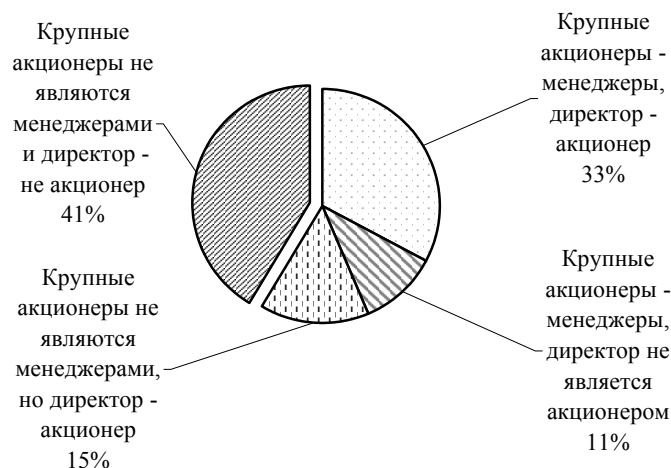 Крупные
акционеры не
являются
менеджерами
и директор -
не акционер
41%
Крупные
акционеры -
менеджеры,
директор -
акционер
33%
Крупные
акционеры не
являются
менеджерами,
но директор -
акционер
15%
Крупные
акционеры -
менеджеры,
директор не
является
акционером
11%